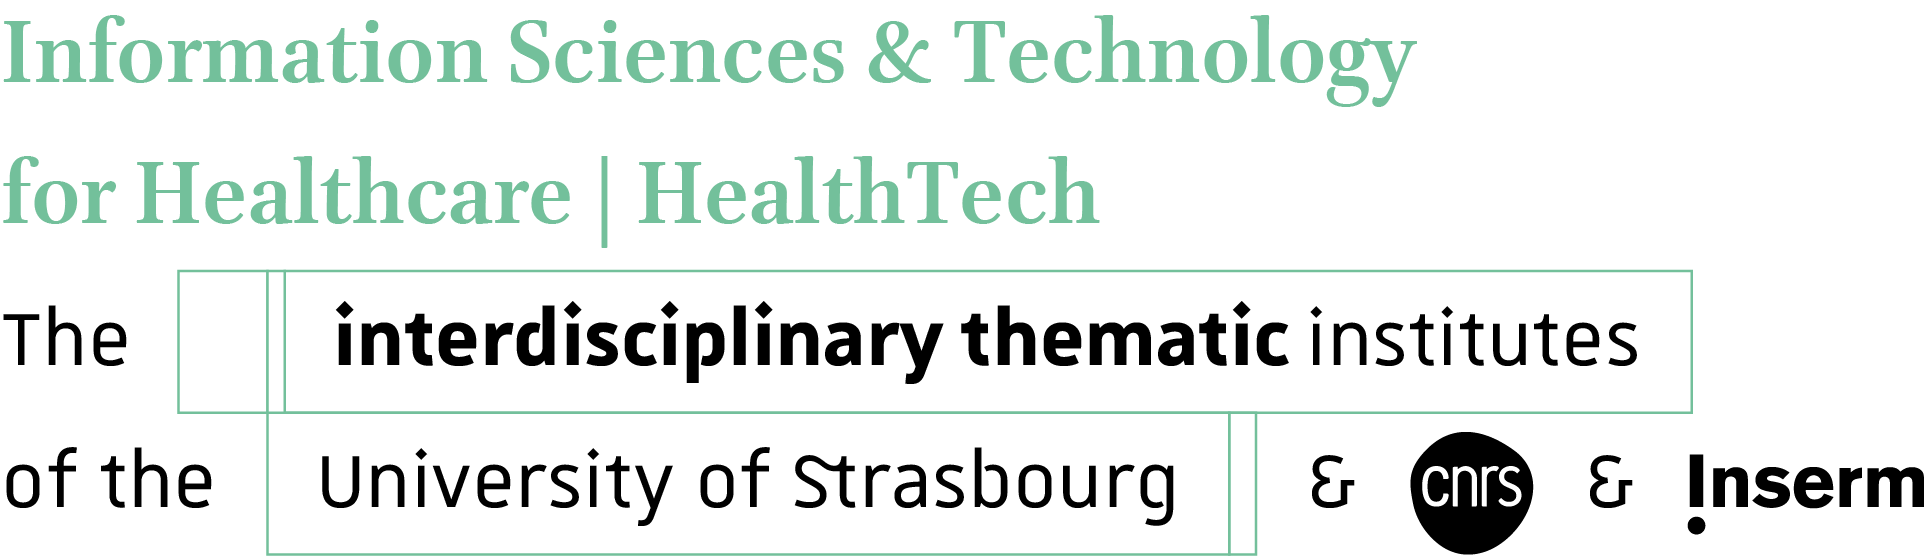 Information Sciences & Technology
for Healthcare | HealthTech
The interdisciplinary thematic institutes
of the University of Strasbourg & cnrs & Inserm